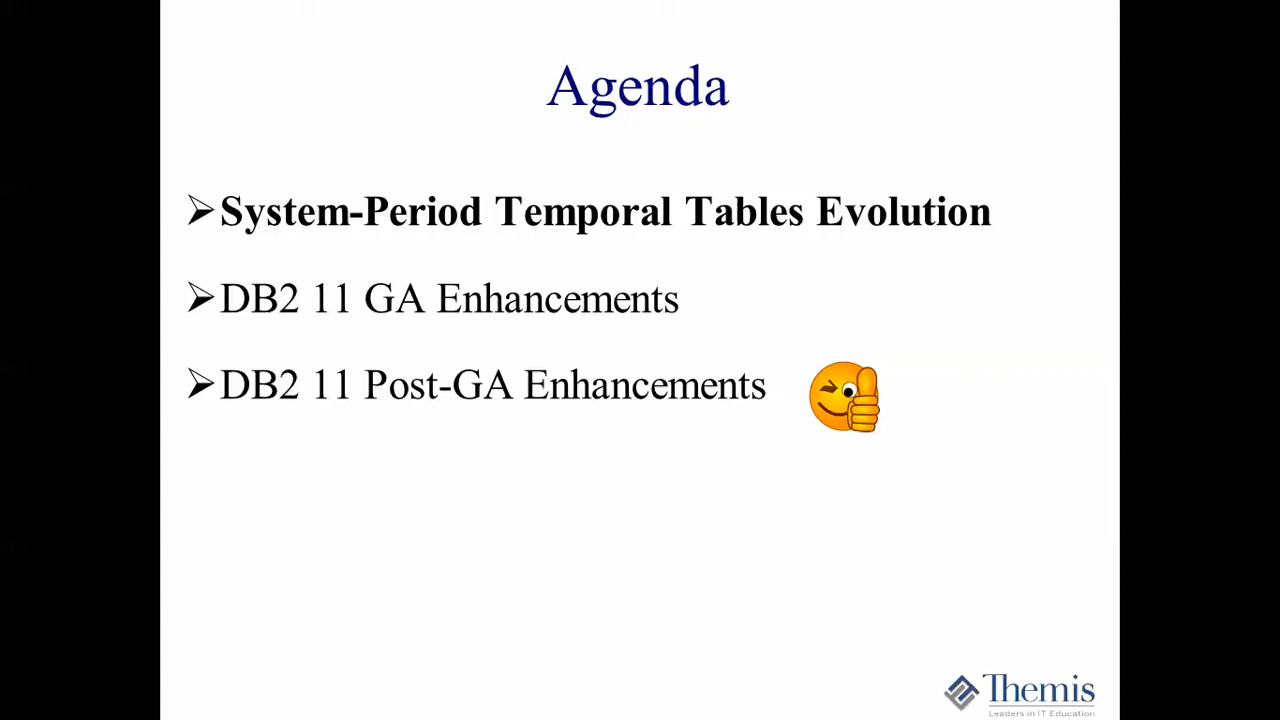 Agenda
System-Period Temporal Tables Evolution
DB2 11 GA Enhancements
DB2 11 Post-GA Enhancements
Themis
Leaders in IT Education